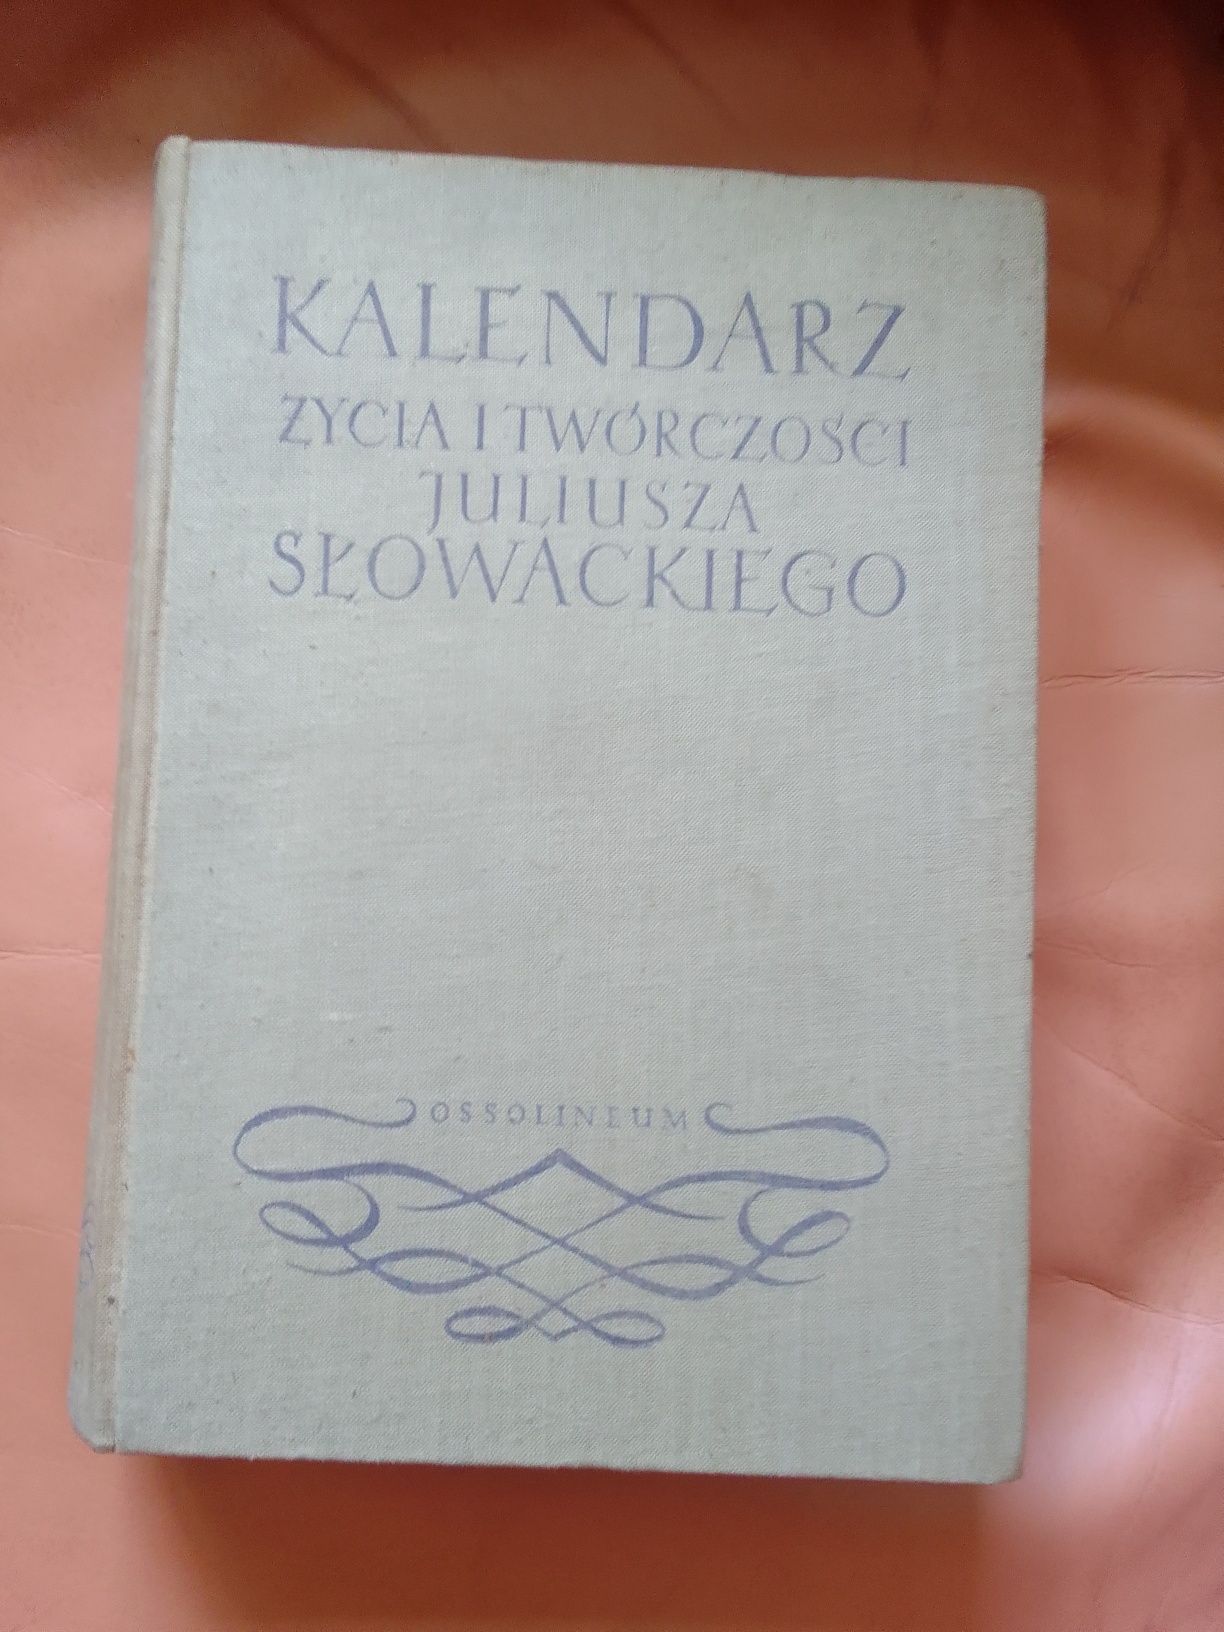 KALENDARZ
ŻYCIA I TWÓRCZOŚCI
JULIUSZA
SŁOWACKIEGO
OSSOLINEUM